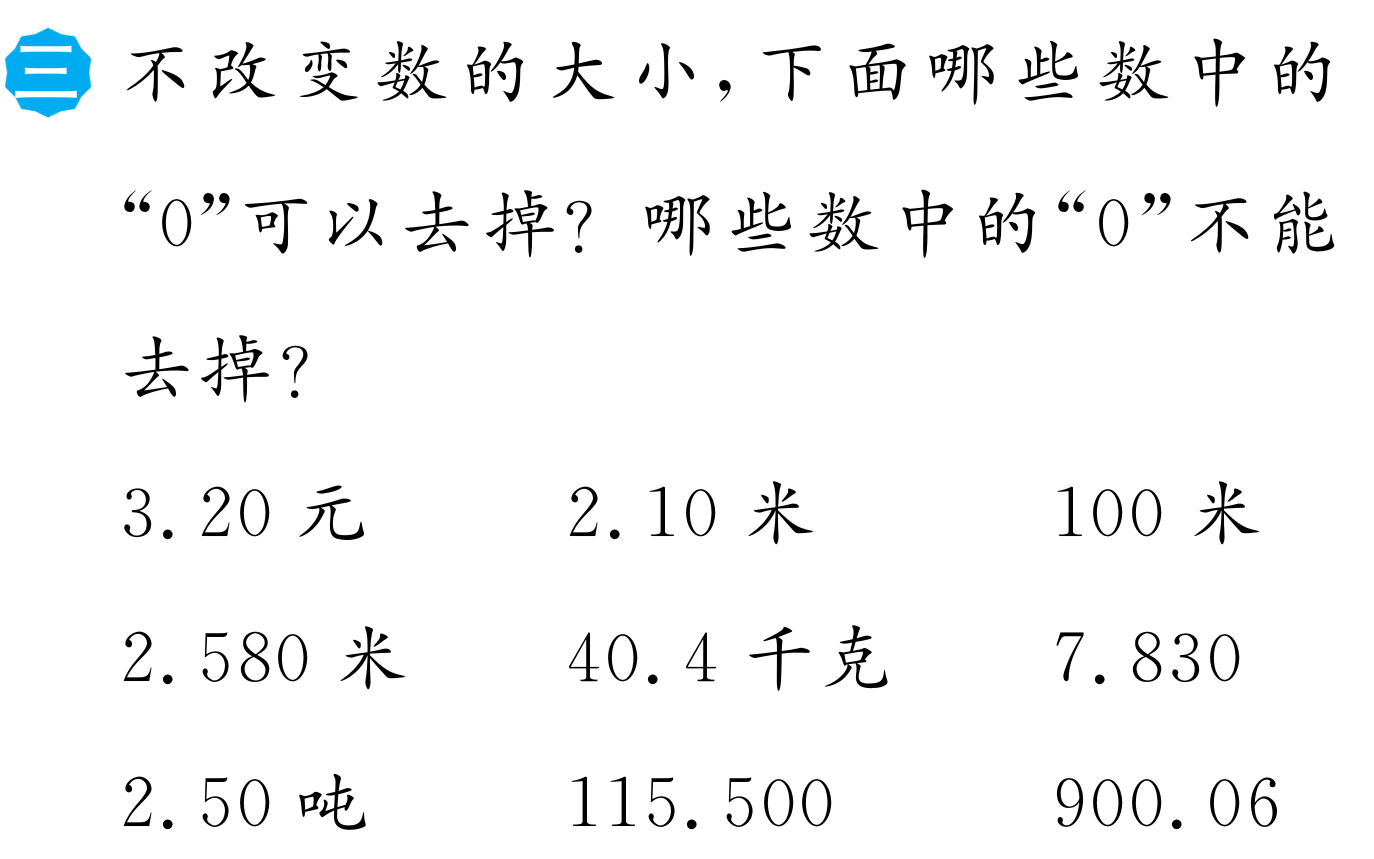 三 不改变数的大小,下面哪些数中的
“0”可以去掉? 哪些数中的“0”不能
去掉?
3.20 元 2.10 米 100 米
2.580 米 40.4 千克 7.830
2.50 吨 115.500 900.06